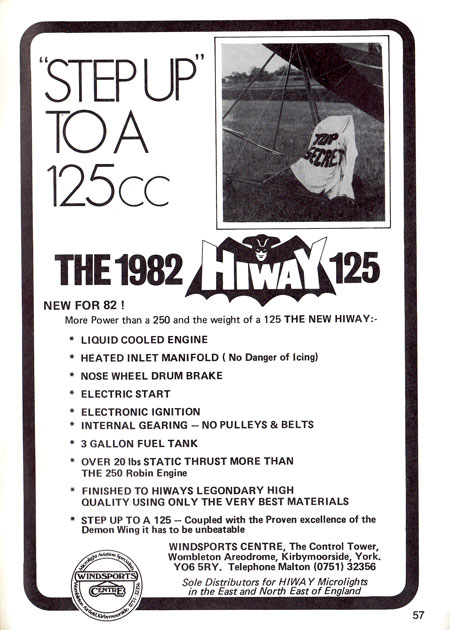 "STEP UP"
TO A
125cc
TOP
SECRET
THE 1982 HIWAY 125
NEW FOR 82 !
More Power than a 250 and the weight of a 125 THE NEW HIWAY:-
* LIQUID COOLED ENGINE
* HEATED INLET MANIFOLD ( No Danger of Icing)
* NOSE WHEEL DRUM BRAKE
* ELECTRIC START
* ELECTRONIC IGNITION
* INTERNAL GEARING – NO PULLEYS & BELTS
* 3 GALLON FUEL TANK
* OVER 20 lbs STATIC THRUST MORE THAN
THE 250 Robin Engine
* FINISHED TO HIWAYS LEGONDARY HIGH
QUALITY USING ONLY THE VERY BEST MATERIALS
* STEP UP TO A 125 – Coupled with the Proven excellence of the
Demon Wing it has to be unbeatable
WINDSPORTS CENTRE, The Control Tower,
Wombleton Areodrome, Kirbymoorside, York.
YO6 5RY. Telephone Malton (0751) 32356
Sole Distributors for HIWAY Microlights
in the East and North East of England
Microlight Aviation Specialists
WINDSPORTS
CENTRE
57